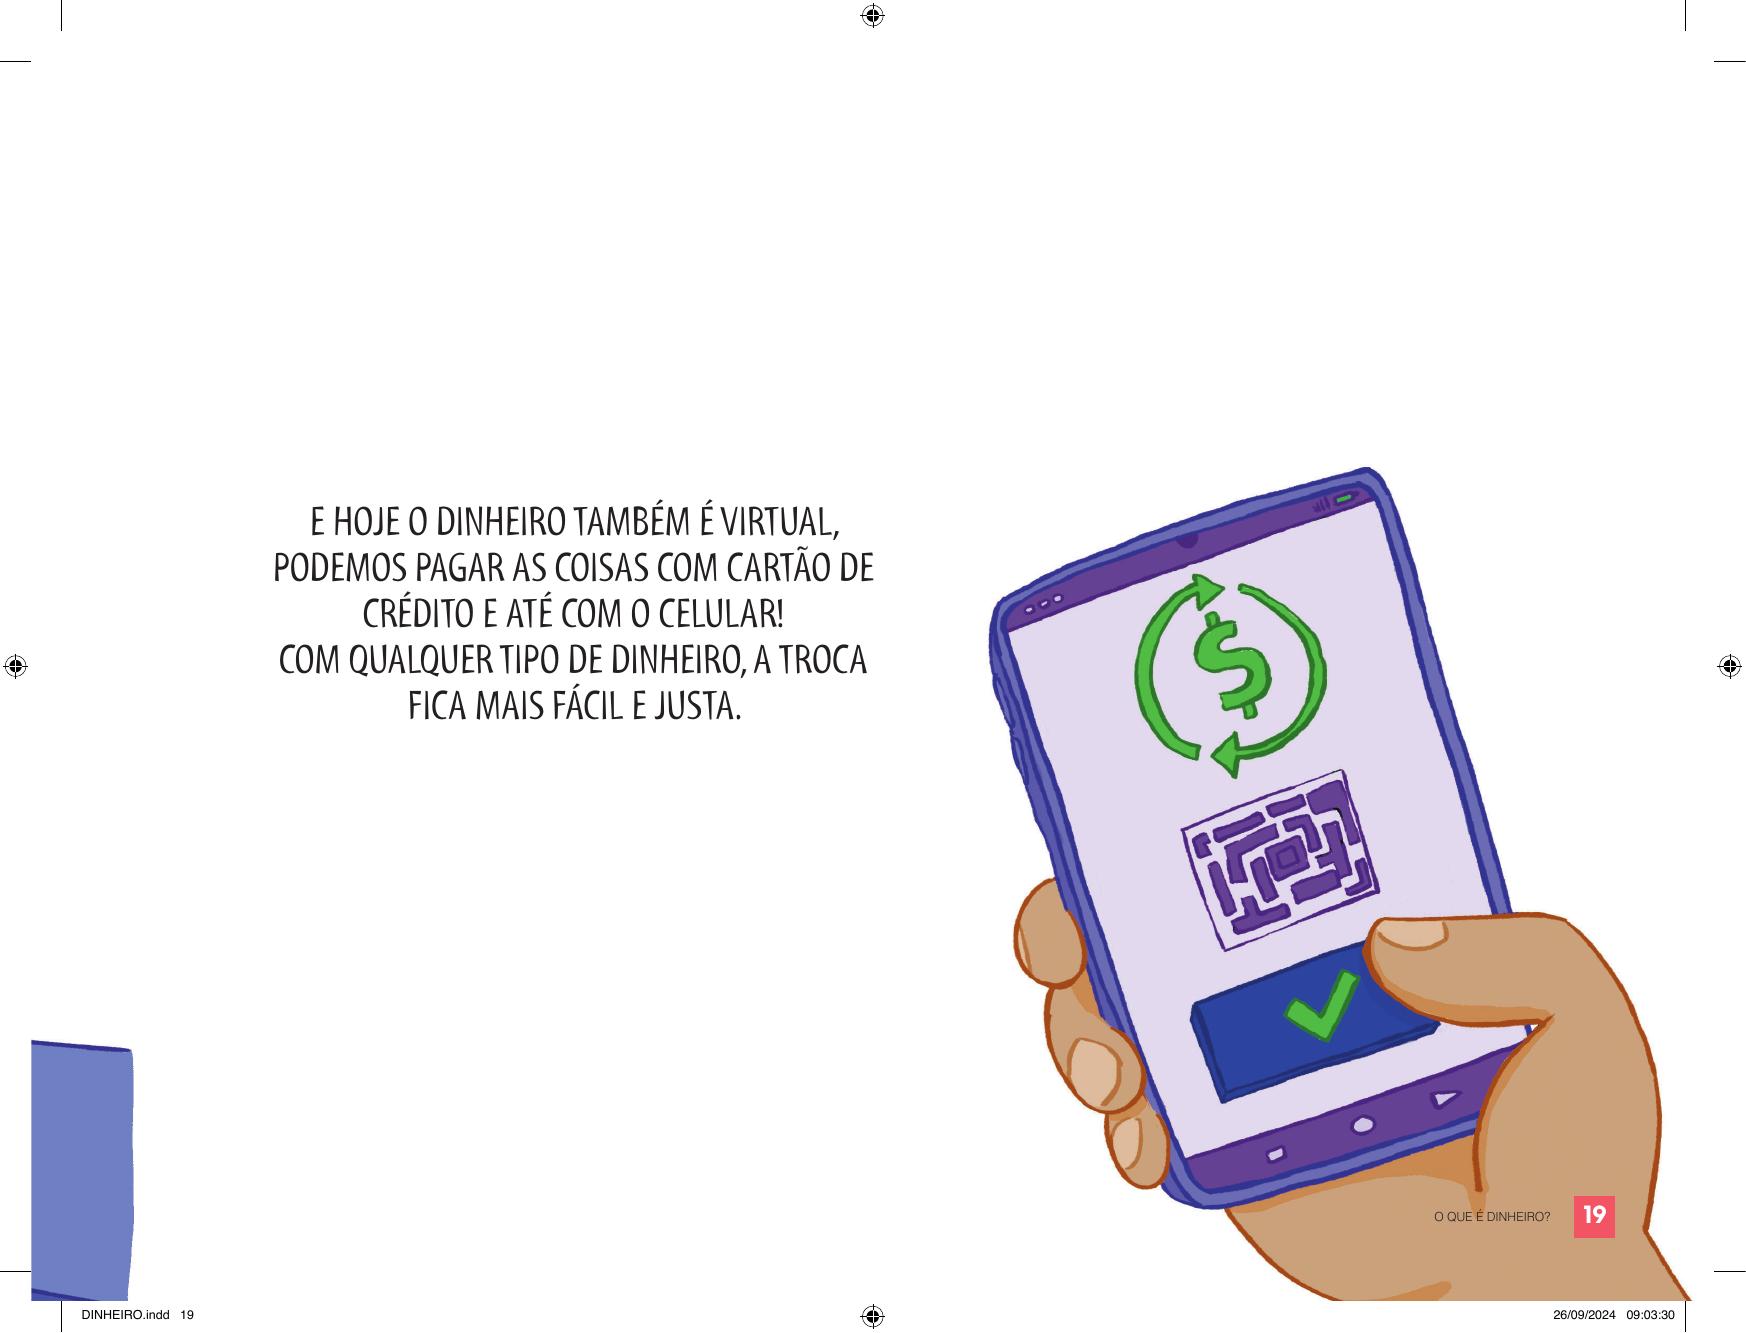 E HOJE O DINHEIRO TAMBÉM É VIRTUAL,
PODEMOS PAGAR AS COISAS COM CARTÃO DE
CRÉDITO E ATÉ COM O CELULAR!
COM QUALQUER TIPO DE DINHEIRO, A TROCA
FICA MAIS FÁCIL E JUSTA.
$
O QUE É DINHEIRO? 19
DINHEIRO.indd 19 26/09/2024 09:03:30